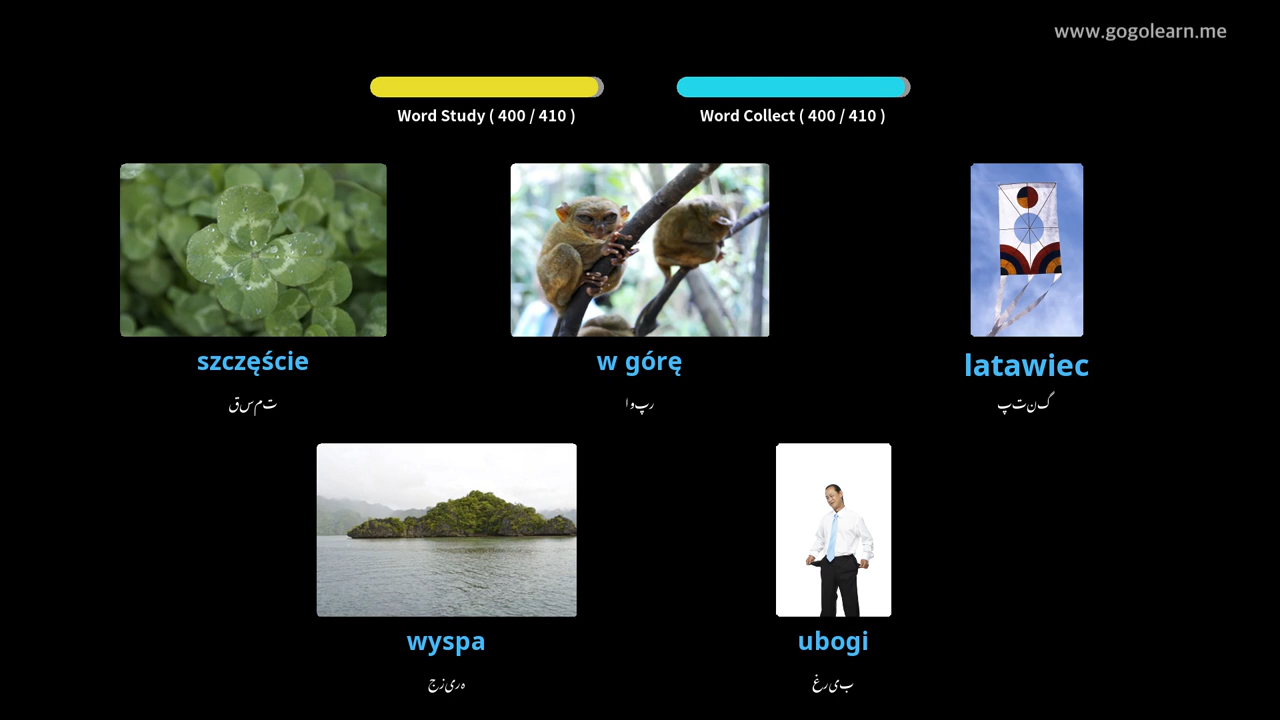 www.gogolearn.me
Word Study ( 400 / 410 )
Word Collect ( 400 / 410 )
szczęście
w górę
latawiec
قسمت
اوپر
پتنگ
wyspa
ubogi
جزیرہ
غریب